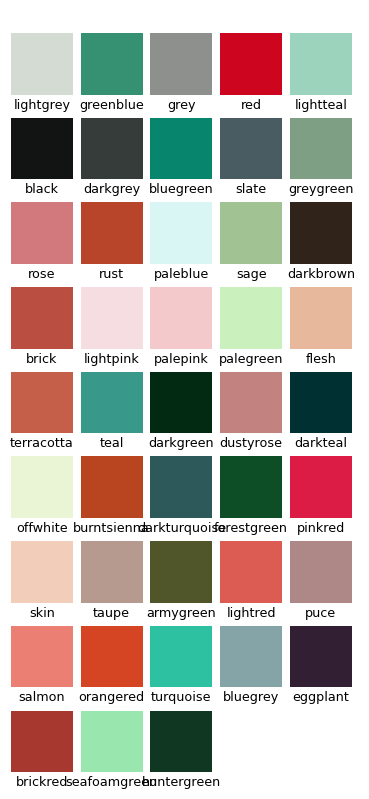 lightgrey greenblue grey red lightteal
black darkgrey bluegreen slate greygreen
rose rust paleblue sage darkbrown
brick lightpink palepink palegreen flesh
terracotta teal darkgreen dustyrose darkteal
offwhite burntsienna darkturquoise forestgreen pinkred
skin taupe armygreen lightred puce
salmon orangered turquoise bluegrey eggplant
brickred seafoamgreen huntergreen